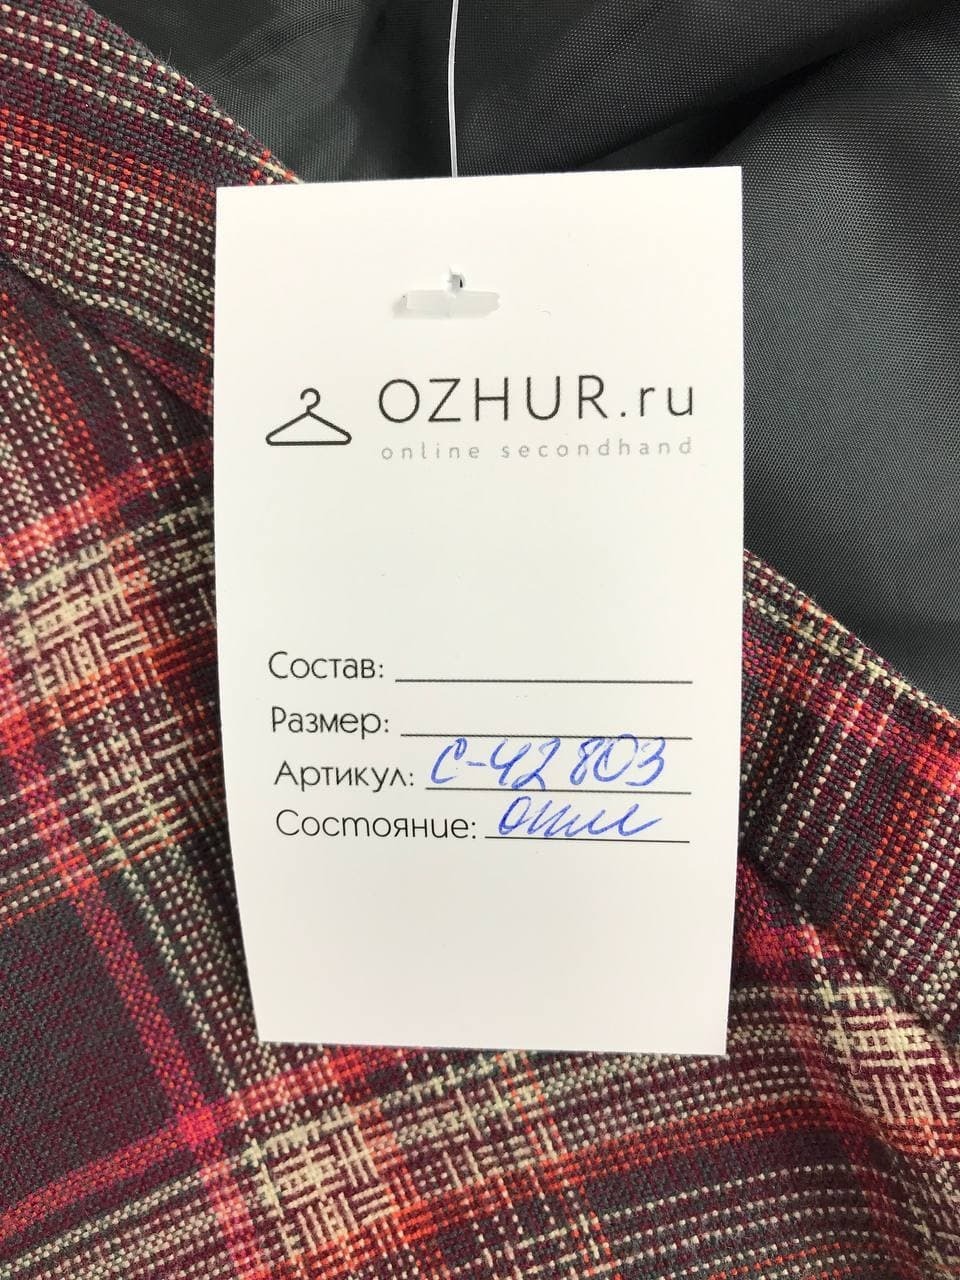 OZHUR.ru
online secondhand
Состав:
Размер:
Артикул: С-42803
Состояние: отл